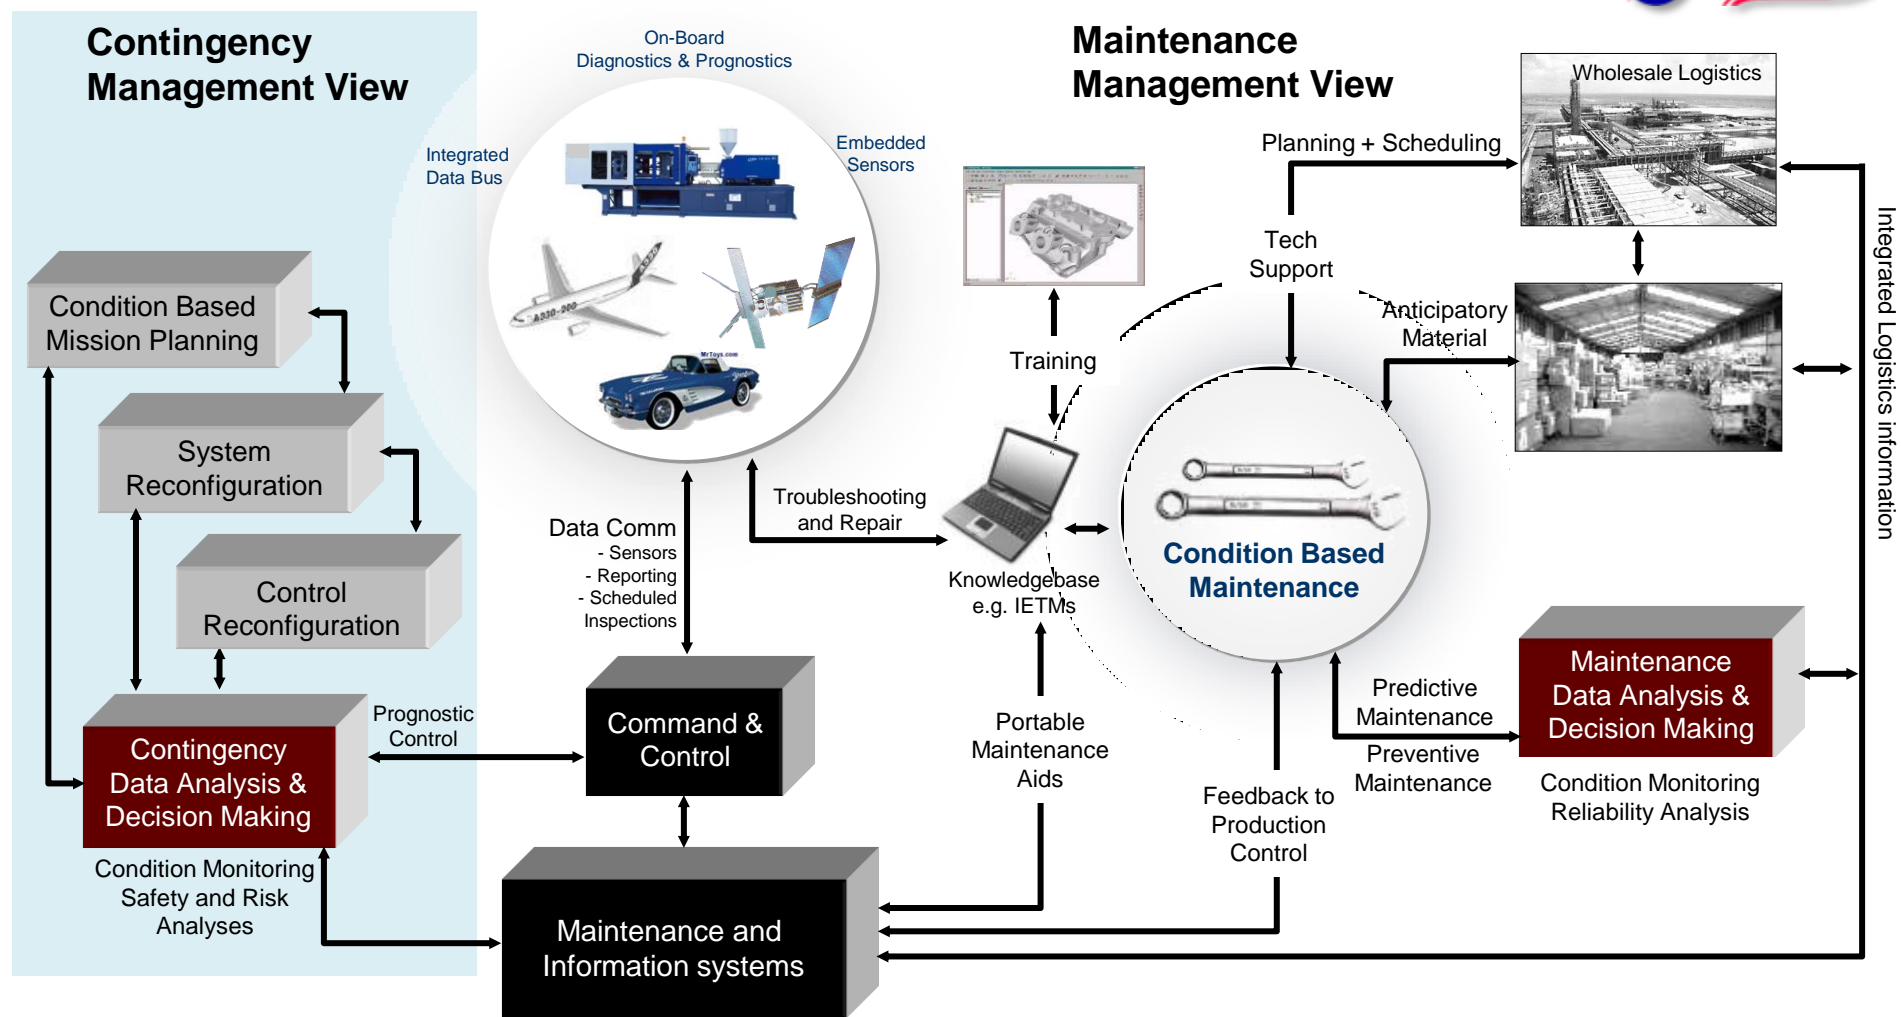 Contingency
Management View
On-Board
Diagnostics & Prognostics
Integrated
Data Bus
Embedded
Sensors
A330-200
MrToys.com
Maintenance
Management View
Wholesale Logistics
Planning + Scheduling
Tech
Support
Anticipatory
Material
Training
Integrated Logistics information
Condition Based
Mission Planning
System
Reconfiguration
Control
Reconfiguration
Contingency
Data Analysis &
Decision Making
Condition Monitoring
Safety and Risk
Analyses
Prognostic
Control
Data Comm
- Sensors
- Reporting
- Scheduled
Inspections
Troubleshooting
and Repair
Knowledgebase
e.g. IETMs
Condition Based
Maintenance
Command &
Control
Maintenance and
Information systems
Portable
Maintenance
Aids
Feedback to
Production
Control
Predictive
Maintenance
Preventive
Maintenance
Maintenance
Data Analysis &
Decision Making
Condition Monitoring
Reliability Analysis